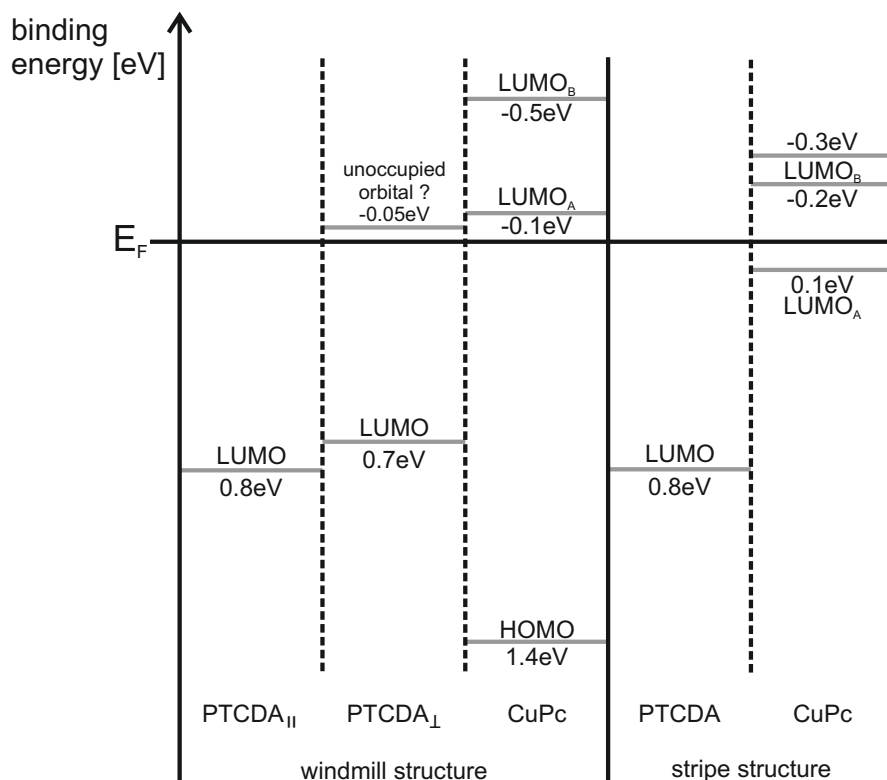 binding
energy [eV]
E_F
LUMO
0.8eV
PTCDA_||
unoccupied
orbital ?
-0.05eV
LUMO
0.7eV
PTCDA_⊥
LUMO_B
-0.5eV
LUMO_A
-0.1eV
HOMO
1.4eV
CuPc
windmill structure
LUMO
0.8eV
PTCDA
-0.3eV
LUMO_B
-0.2eV
0.1eV
LUMO_A
CuPc
stripe structure